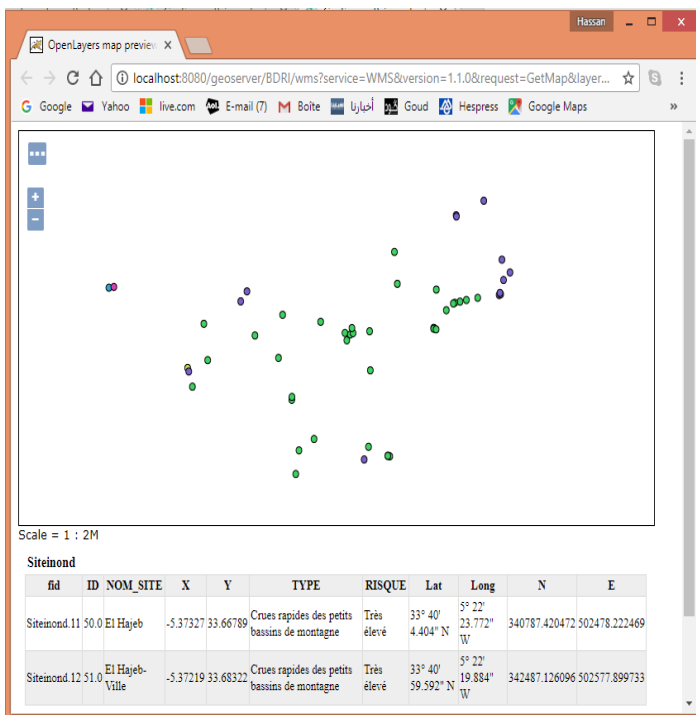 Hassan
OpenLayers map preview
localhost:8080/geoserver/BDRI/wms?service=WMS&version=1.1.0&request=GetMap&layer...
Google Yahoo live.com E-mail (7) Boite أخبارنا Goud Hespress Google Maps »
Scale = 1 : 2M
Siteinond
fid ID NOM_SITE X Y TYPE RISQUE Lat Long N E
Siteinond.11 50.0 El Hajeb -5.37327 33.66789 Crues rapides des petits bassins de montagne Très élevé 33° 40' 4.404" N 5° 22' 23.772" W 340787.420472 502478.222469
Siteinond.12 51.0 El Hajeb-Ville -5.37219 33.68322 Crues rapides des petits bassins de montagne Très élevé 33° 40' 59.592" N 5° 22' 19.884" W 342487.126096 502577.899733